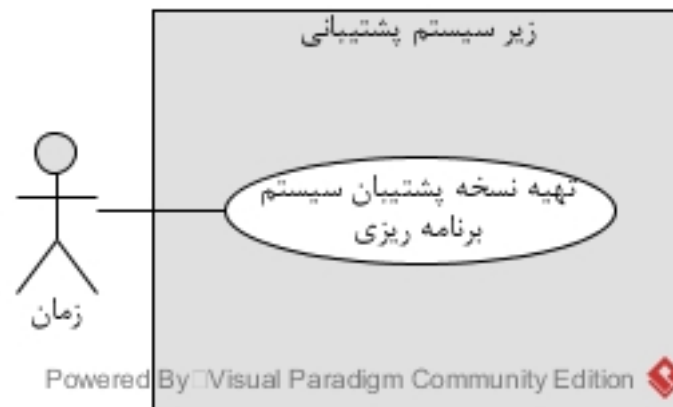 زیر سیستم پشتیبانی
تهیه نسخه پشتیبان سیستم
برنامه ریزی
زمان
Powered By □Visual Paradigm Community Edition